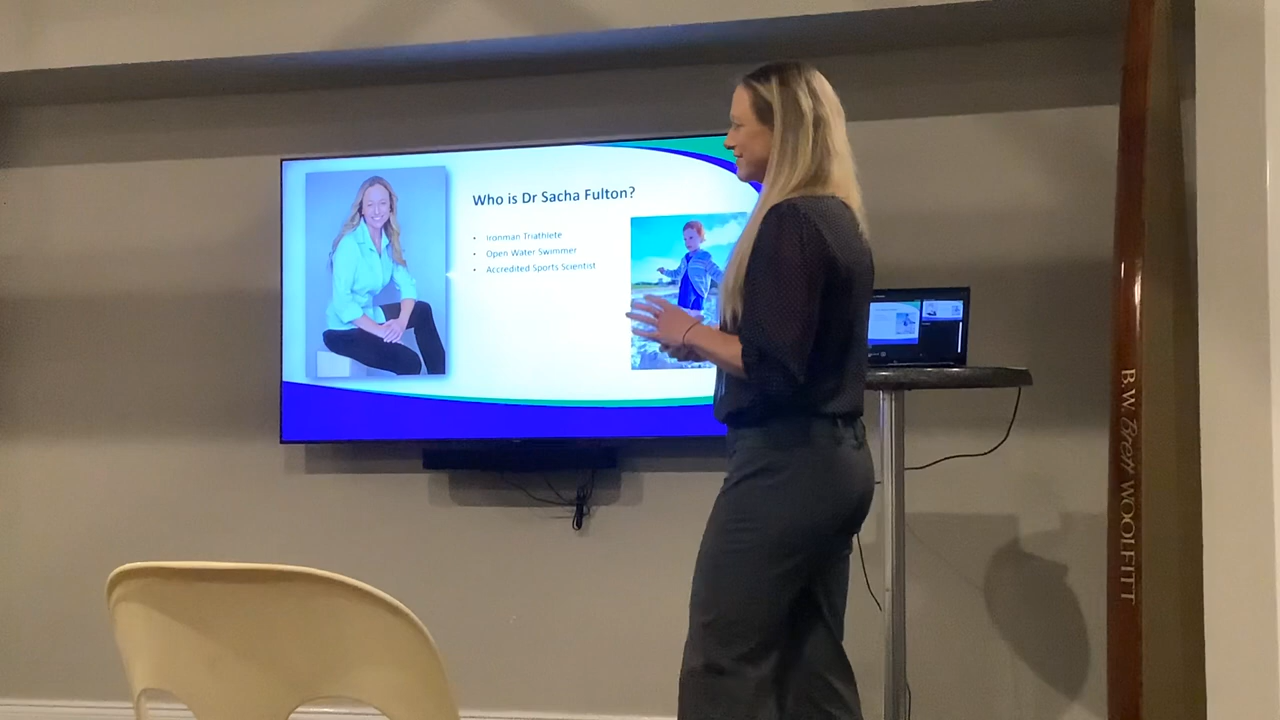 Who is Dr Sacha Fulton?
• Ironman Triathlete
• Open Water Swimmer
• Accredited Sports Scientist
B.W. Brett WOOLFITT